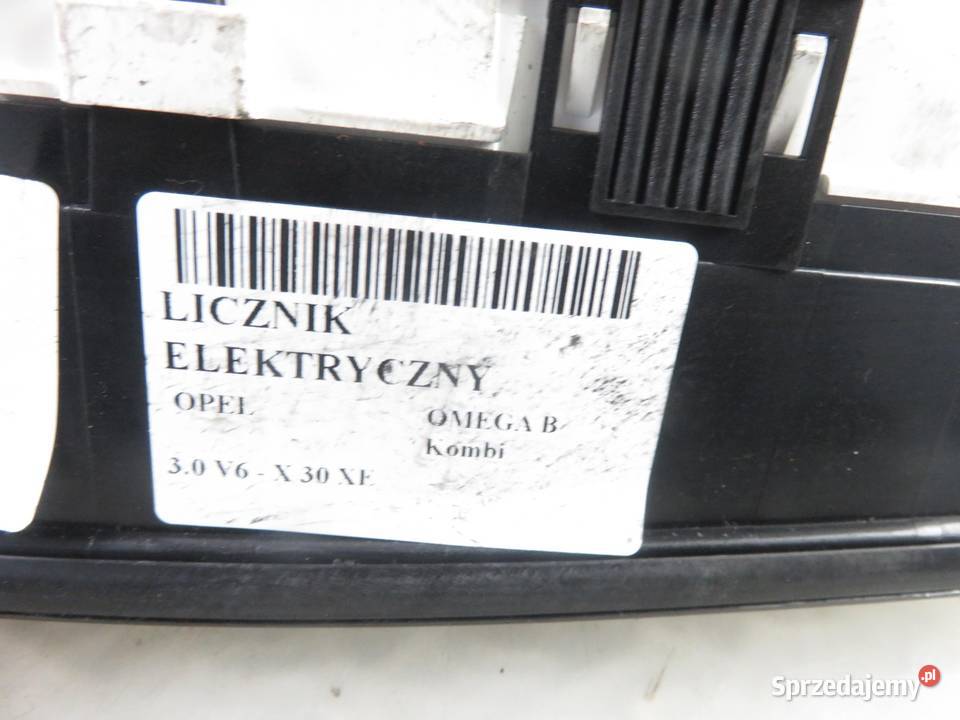 LICZNIK
ELEKTRYCZNY
OPEL OMEGA B
Kombi
3.0 V6 - X 30 XE
Sprzedajemy.pl